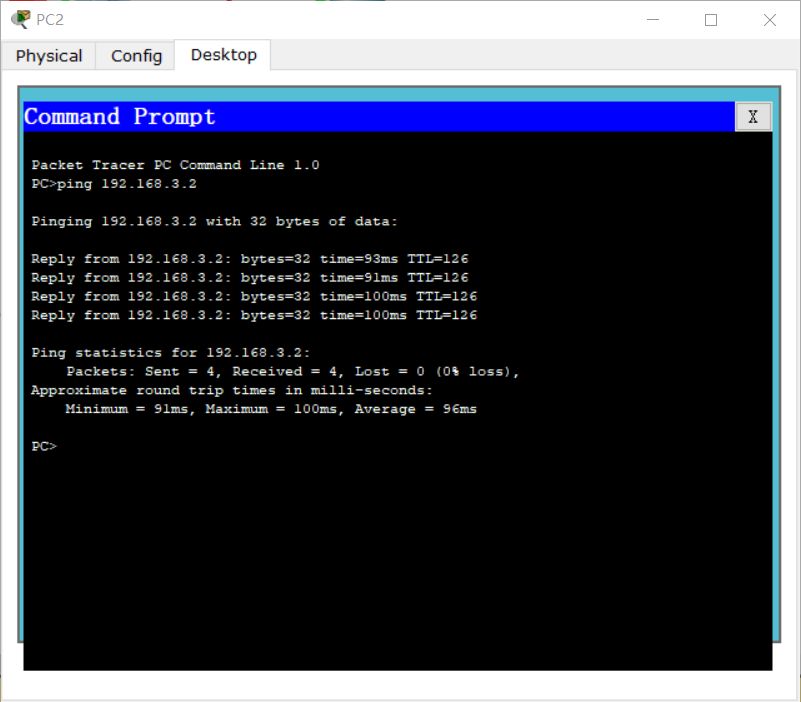 PC2
Physical Config Desktop
Command Prompt X
Packet Tracer PC Command Line 1.0
PC>ping 192.168.3.2
Pinging 192.168.3.2 with 32 bytes of data:
Reply from 192.168.3.2: bytes=32 time=93ms TTL=126
Reply from 192.168.3.2: bytes=32 time=91ms TTL=126
Reply from 192.168.3.2: bytes=32 time=100ms TTL=126
Reply from 192.168.3.2: bytes=32 time=100ms TTL=126
Ping statistics for 192.168.3.2:
Packets: Sent = 4, Received = 4, Lost = 0 (0% loss),
Approximate round trip times in milli-seconds:
Minimum = 91ms, Maximum = 100ms, Average = 96ms
PC>